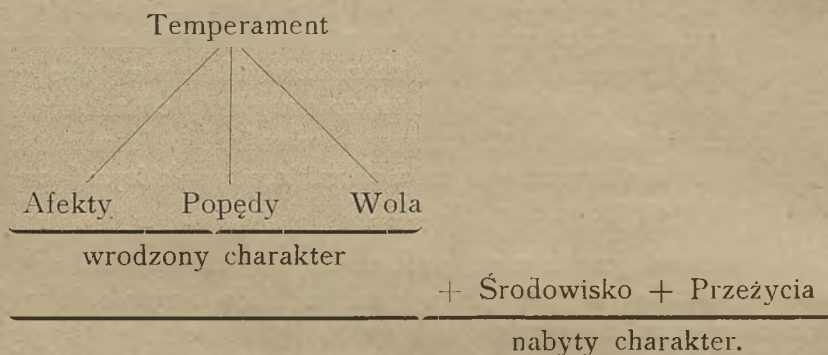 Temperament
Afekty Popędy Wola
wrodzony charakter
+ Środowisko + Przeżycia
nabyty charakter.